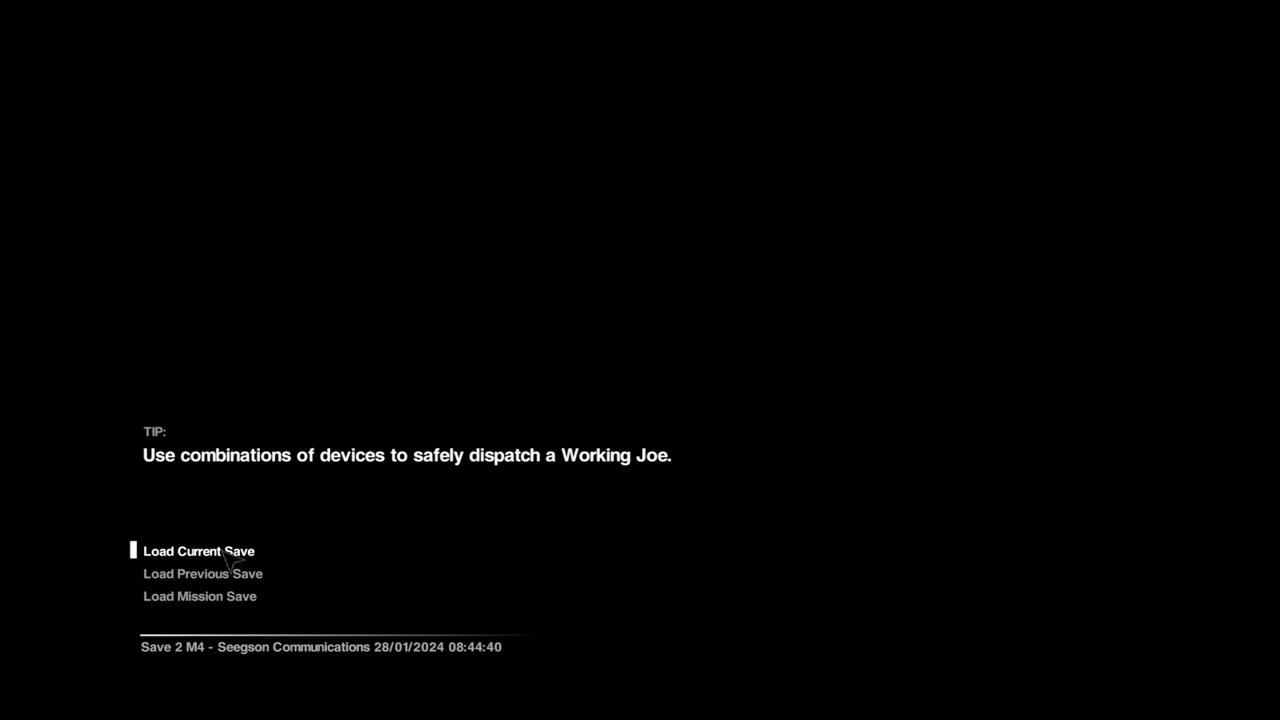 TIP:
Use combinations of devices to safely dispatch a Working Joe.
Load Current Save
Load Previous Save
Load Mission Save
Save 2 M4 - Seegson Communications 28/01/2024 08:44:40